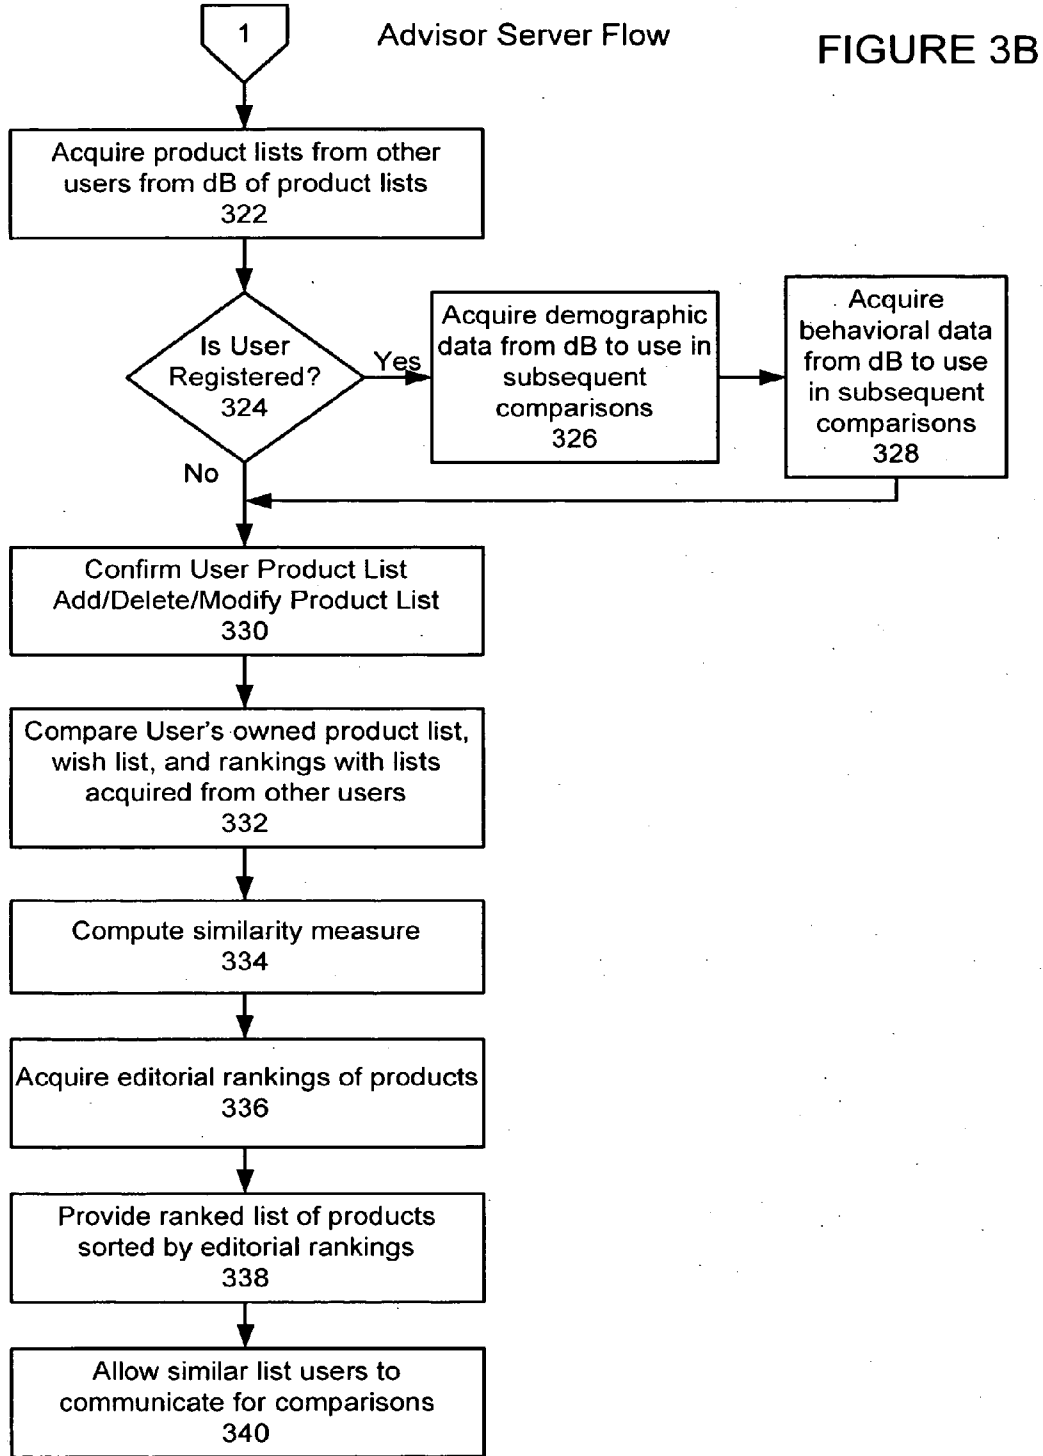 1
Advisor Server Flow
FIGURE 3B
Acquire product lists from other
users from dB of product lists
322
Is User
Registered?
324
Yes
No
Acquire demographic
data from dB to use in
subsequent
comparisons
326
Acquire
behavioral data
from dB to use
in subsequent
comparisons
328
Confirm User Product List
Add/Delete/Modify Product List
330
Compare User's owned product list,
wish list, and rankings with lists
acquired from other users
332
Compute similarity measure
334
Acquire editorial rankings of products
336
Provide ranked list of products
sorted by editorial rankings
338
Allow similar list users to
communicate for comparisons
340